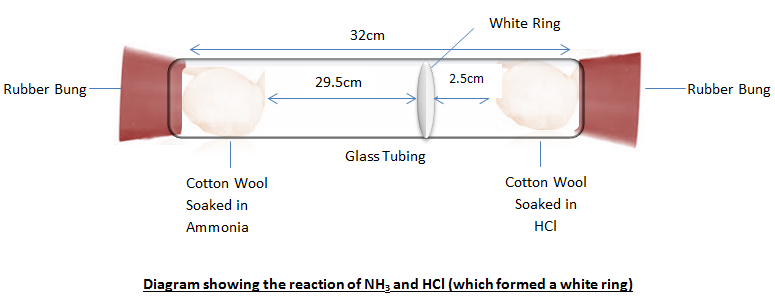 White Ring
32cm
Rubber Bung
29.5cm
2.5cm
Rubber Bung
Glass Tubing
Cotton Wool
Soaked in
Ammonia
Cotton Wool
Soaked in
HCl
Diagram showing the reaction of NH₃ and HCl (which formed a white ring)